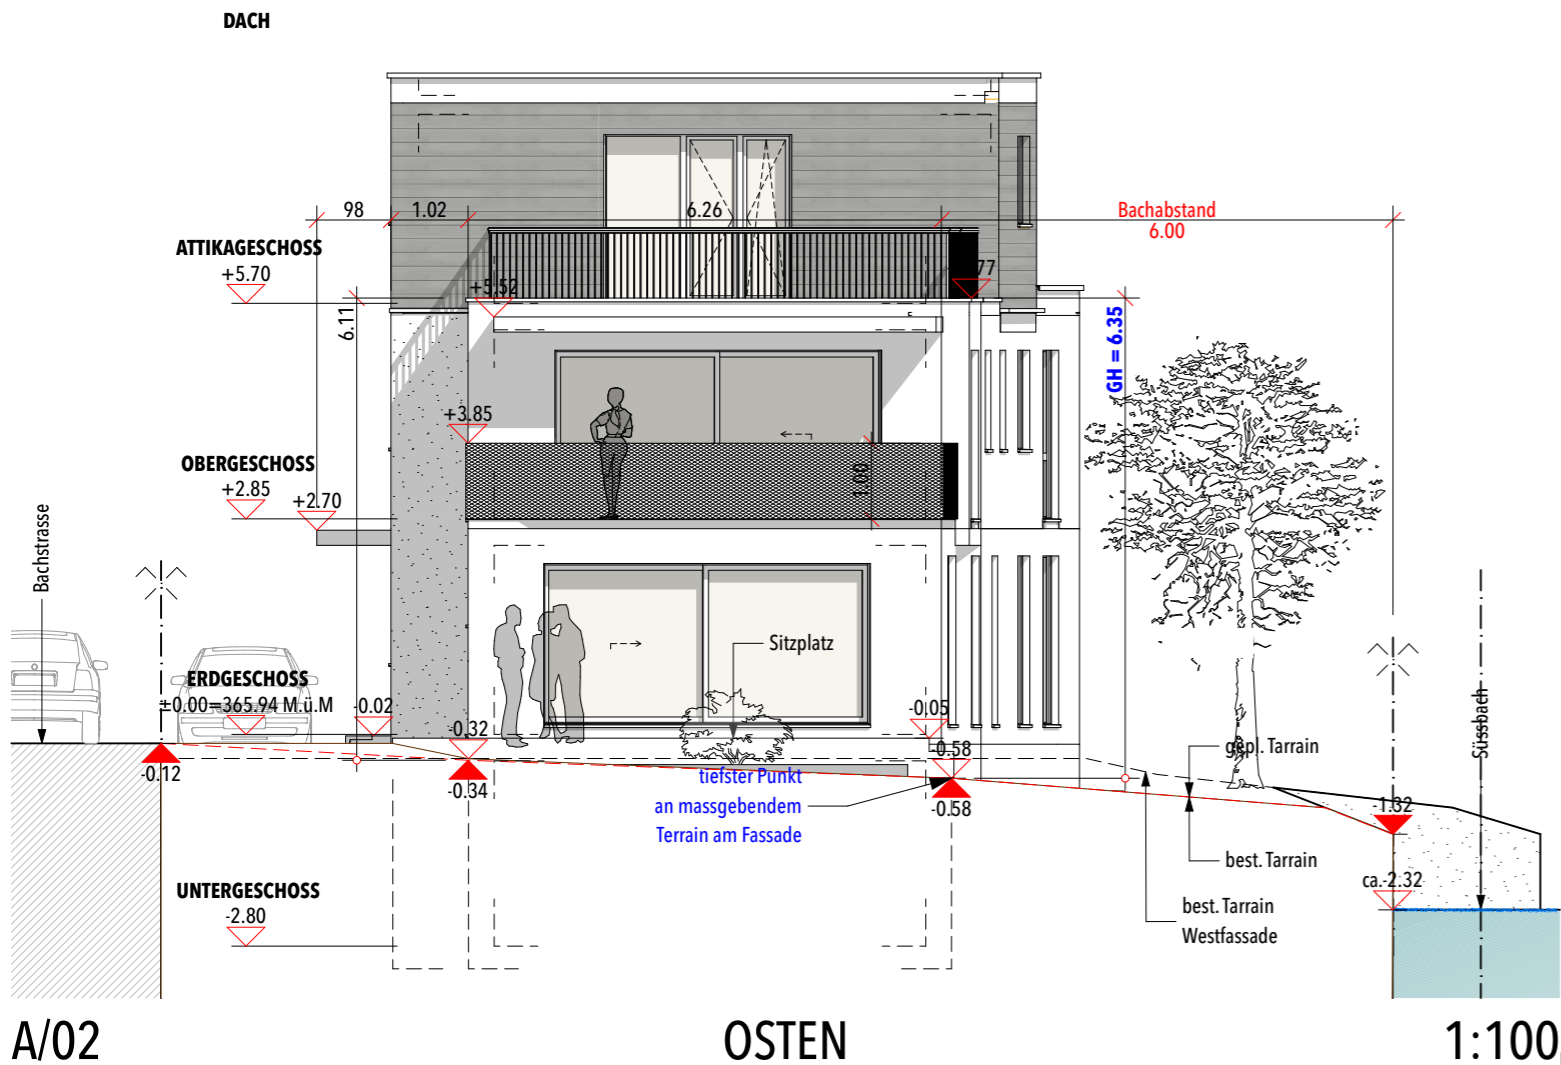 DACH
98
1.02
6.26
Bachabstand
6.00
ATTIKAGESCHOSS
+5.70
+5.52
77
6.11
GH = 6.35
+3.85
OBERGESCHOSS
+2.85
+2.70
1.00
Bachstrasse
Sitzplatz
ERDGESCHOSS
±0.00=365.94 M.ü.M
-0.02
-0.32
-0.05
-0.58
Süssbach
gepl. Tarrain
-0.12
-0.34
tiefster Punkt
an massgebendem
Terrain am Fassade
-0.58
-1.32
best. Tarrain
ca.-2.32
UNTERGESCHOSS
-2.80
best. Tarrain
Westfassade
A/02
OSTEN
1:100